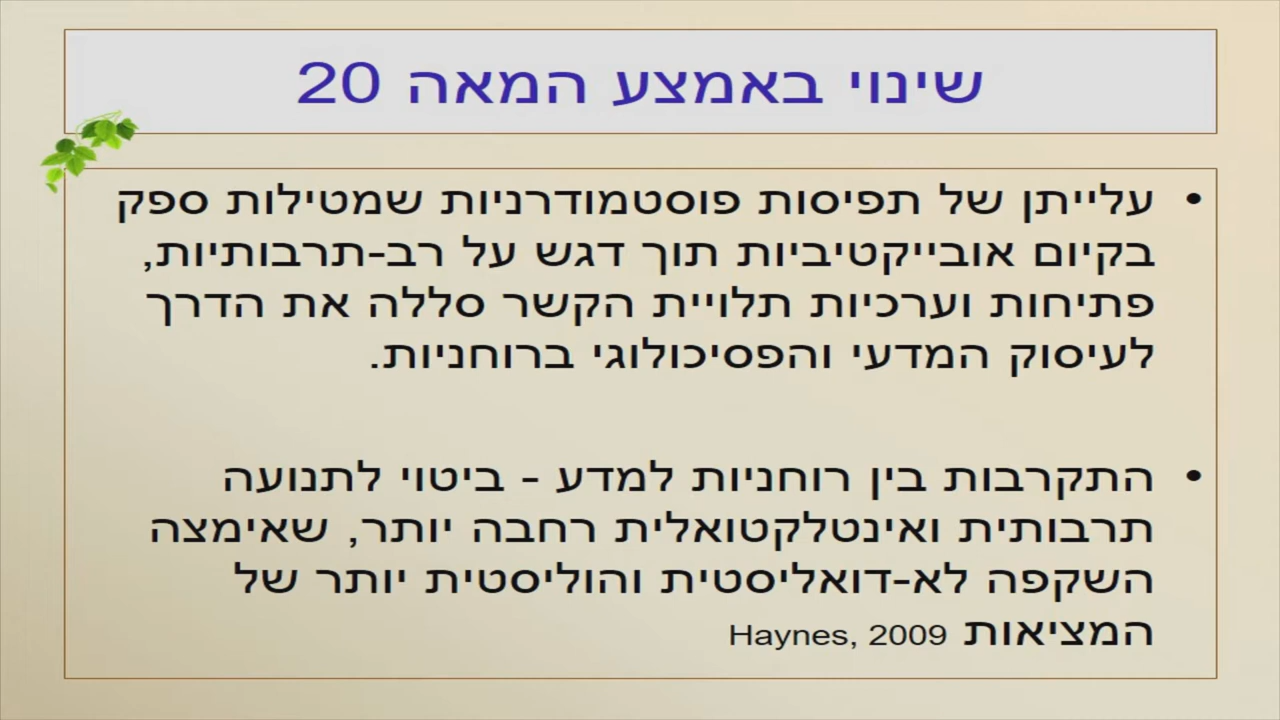 שינוי באמצע המאה 20
• עלייתן של תפיסות פוסטמודרניות שמטילות ספק
בקיום אובייקטיביות תוך דגש על רב-תרבותיות,
פתיחות וערכיות תלויית הקשר סללה את הדרך
לעיסוק המדעי והפסיכולוגי ברוחניות.
• התקרבות בין רוחניות למדע – ביטוי לתנועה
תרבותית ואינטלקטואלית רחבה יותר, שאימצה
השקפה לא-דואליסטית והוליסטית יותר של
המציאות Haynes, 2009